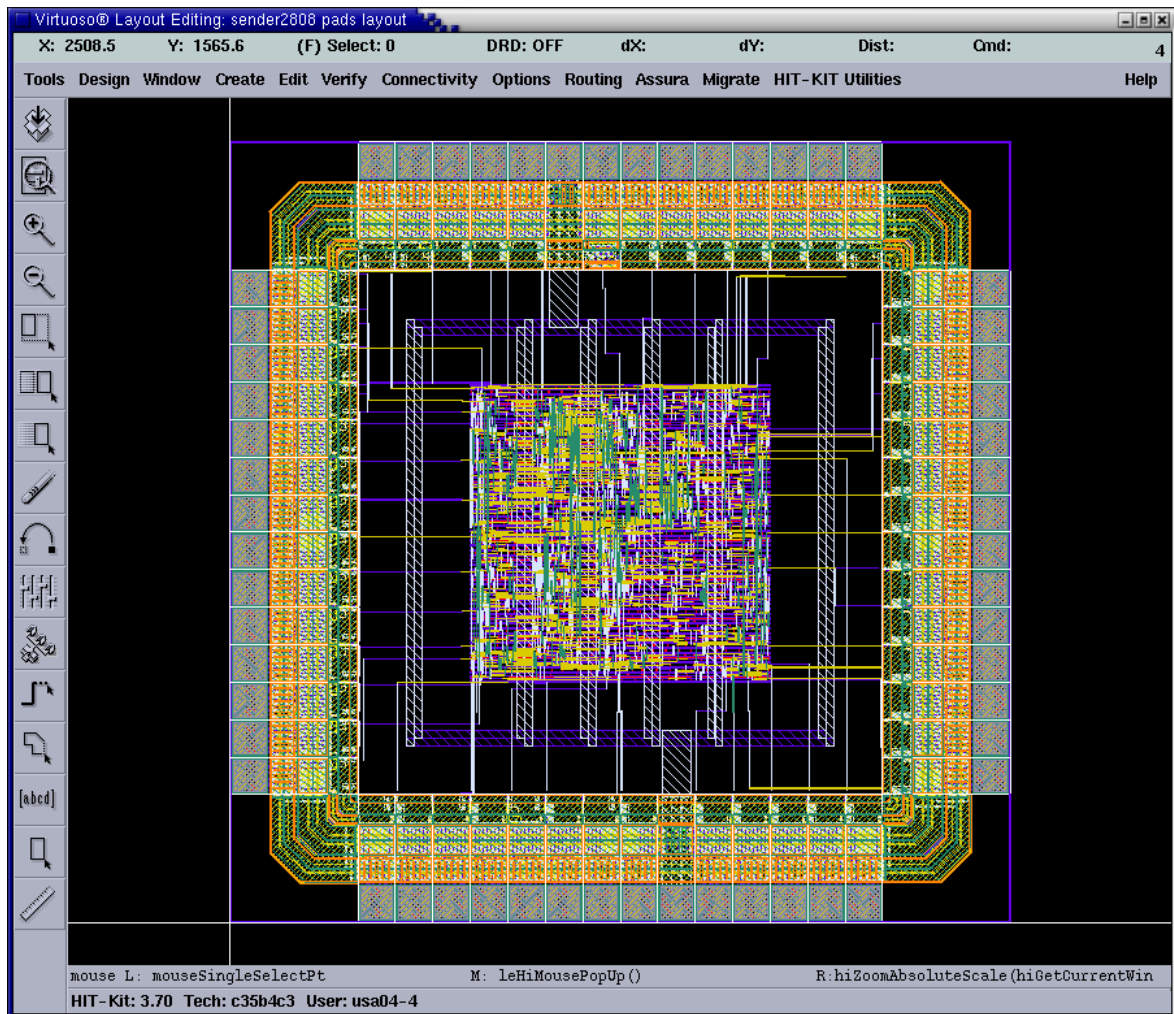 Virtuoso® Layout Editing: sender2808 pads layout
X: 2508.5 Y: 1565.6 (F) Select: 0 DRD: OFF dX: dY: Dist: Cmd: 4
Tools Design Window Create Edit Verify Connectivity Options Routing Assura Migrate HIT-KIT Utilities Help
[abcd]
mouse L: mouseSingleSelectPt M: leHiMousePopUp() R:hiZoomAbsoluteScale(hiGetCurrentWin
HIT-Kit: 3.70 Tech: c35b4c3 User: usa04-4